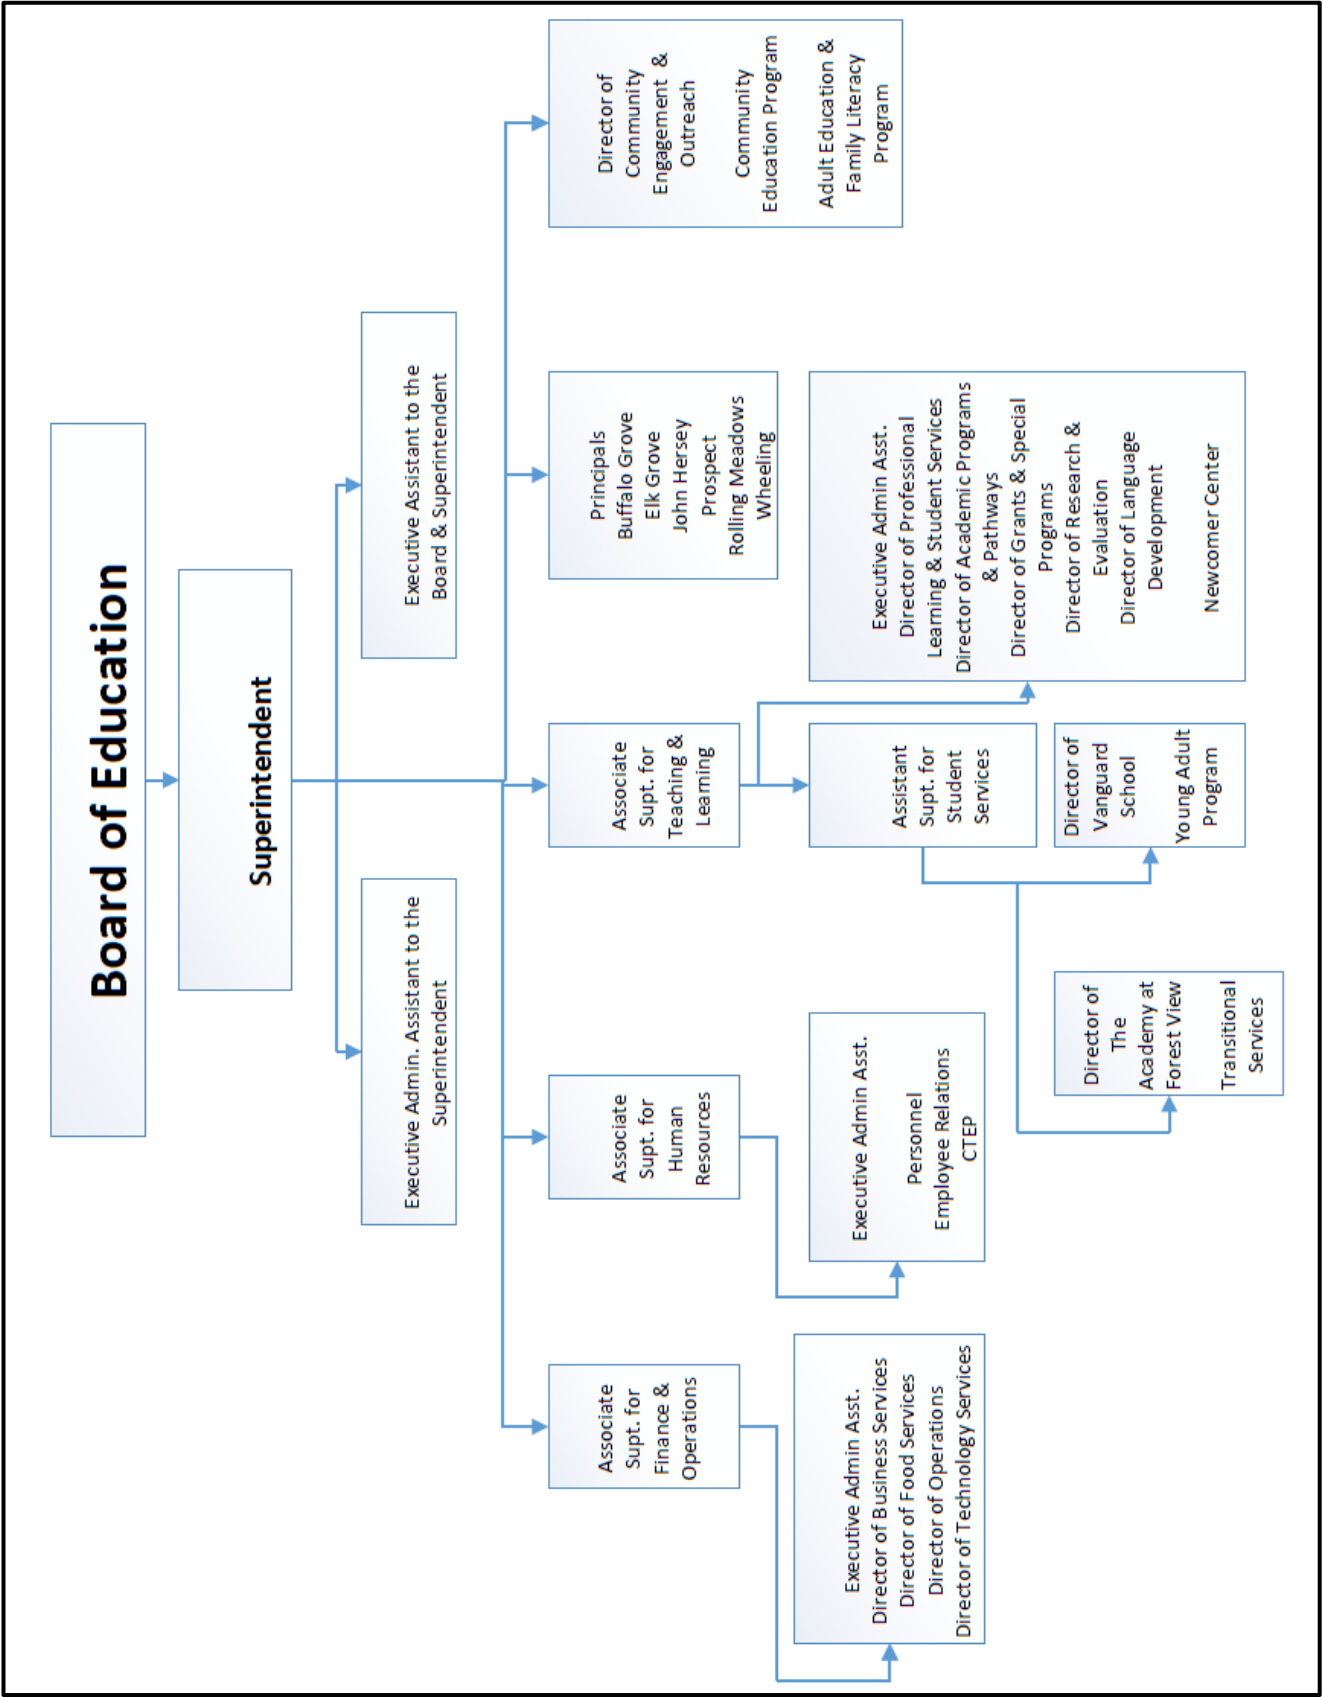 Board of Education
Superintendent
Executive Admin. Assistant to the
Superintendent
Executive Assistant to the
Board & Superintendent
Associate
Supt. for
Finance &
Operations
Associate
Supt. for
Human
Resources
Associate
Supt. for
Teaching &
Learning
Principals
Buffalo Grove
Elk Grove
John Hersey
Prospect
Rolling Meadows
Wheeling
Director of
Community
Engagement &
Outreach
Community
Education Program
Adult Education &
Family Literacy
Program
Executive Admin Asst.
Director of Business Services
Director of Food Services
Director of Operations
Director of Technology Services
Executive Admin Asst.
Personnel
Employee Relations
CTEP
Assistant
Supt. for
Student
Services
Executive Admin Asst.
Director of Professional
Learning & Student Services
Director of Academic Programs
& Pathways
Director of Grants & Special
Programs
Director of Research &
Evaluation
Director of Language
Development
Newcomer Center
Director of
The
Academy at
Forest View
Transitional
Services
Director of
Vanguard
School
Young Adult
Program